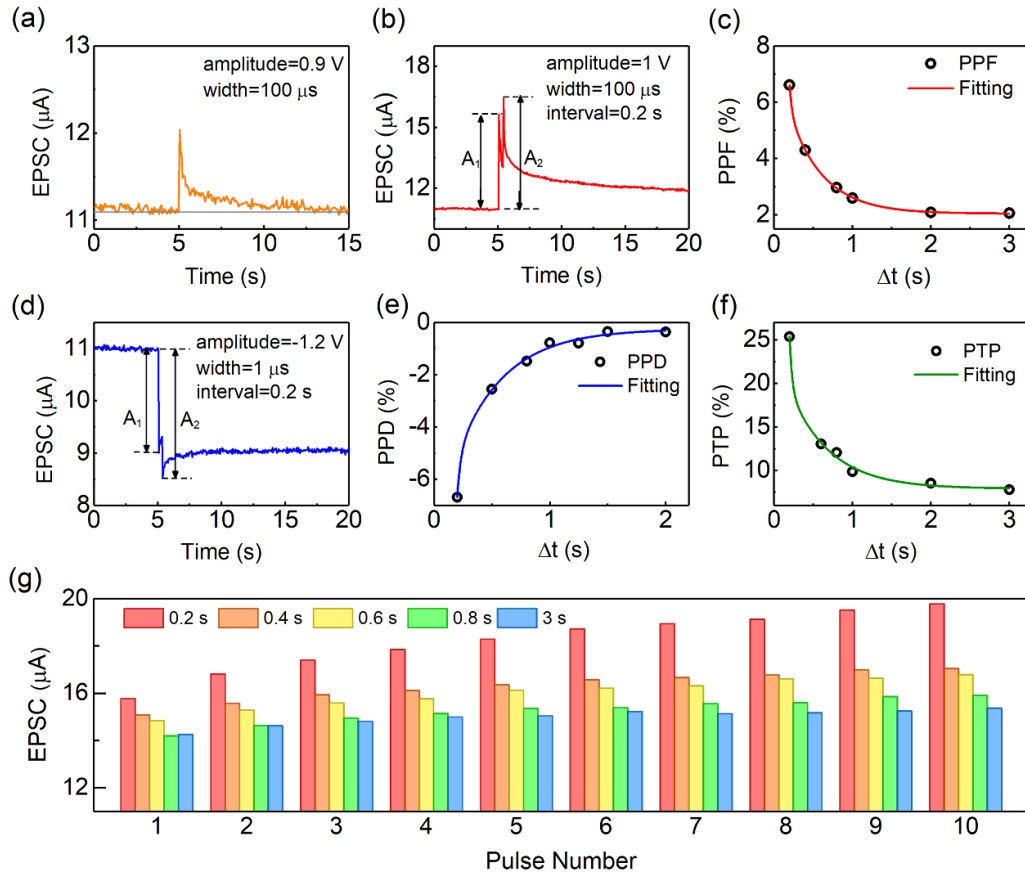 (a)
13
12
11
EPSC (μA)
amplitude=0.9 V
width=100 μs
0 5 10 15
Time (s)
(b)
18
15
12
EPSC (μA)
amplitude=1 V
width=100 μs
interval=0.2 s
A1 A2
0 5 10 15 20
Time (s)
(c)
8
6
4
2
PPF (%)
PPF
Fitting
0 1 2 3
Δt (s)
(d)
11
10
9
8
EPSC (μA)
amplitude=-1.2 V
width=1 μs
interval=0.2 s
A1 A2
0 5 10 15 20
Time (s)
(e)
0
-2
-4
-6
PPD (%)
PPD
Fitting
0 1 2
Δt (s)
(f)
25
20
15
10
PTP (%)
PTP
Fitting
0 1 2 3
Δt (s)
(g)
20
16
12
EPSC (μA)
0.2 s 0.4 s 0.6 s 0.8 s 3 s
1 2 3 4 5 6 7 8 9 10
Pulse Number